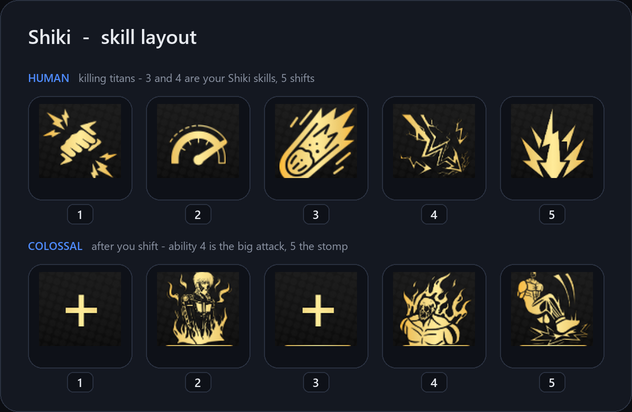 Shiki - skill layout
HUMAN killing titans - 3 and 4 are your Shiki skills, 5 shifts
1 2 3 4 5
COLOSSAL after you shift - ability 4 is the big attack, 5 the stomp
1 2 3 4 5